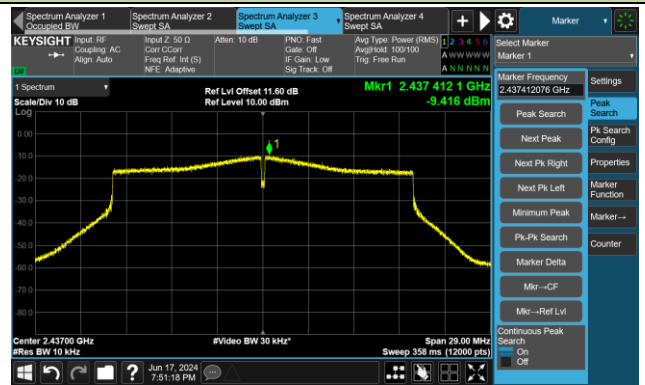 Spectrum Analyzer 1
Occupied BW
Spectrum Analyzer 2
Swept SA
Spectrum Analyzer 3
Swept SA
Spectrum Analyzer 4
Swept SA
Marker
KEYSIGHT
Input: RF
Coupling: AC
Align: Auto
Input Z: 50 Ω
Corr CCorr
Freq Ref: Int (S)
NFE: Adaptive
Atten: 10 dB
PNO: Fast
Gate: Off
IF Gain: Low
Sig Track: Off
Avg Type: Power (RMS)
Avg|Hold: 100/100
Trig: Free Run
1 2 3 4 5 6
A W W W W W
A N N N N N
Select Marker
Marker 1
1 Spectrum
Scale/Div 10 dB
Log
Ref Lvl Offset 11.60 dB
Ref Level 10.00 dBm
Mkr1 2.437 412 1 GHz
-9.416 dBm
1
0.00
-10.0
-20.0
-30.0
-40.0
-50.0
-60.0
-70.0
-80.0
Center 2.43700 GHz
#Res BW 10 kHz
#Video BW 30 kHz*
Span 29.00 MHz
Sweep 358 ms (12000 pts)
Marker Frequency
2.437412076 GHz
Peak Search
Next Peak
Next Pk Right
Next Pk Left
Minimum Peak
Pk-Pk Search
Marker Delta
Mkr→CF
Mkr→Ref Lvl
Continuous Peak
Search
On
Off
Settings
Peak
Search
Pk Search
Config
Properties
Marker
Function
Marker→
Counter
?
Jun 17, 2024
7:51:18 PM